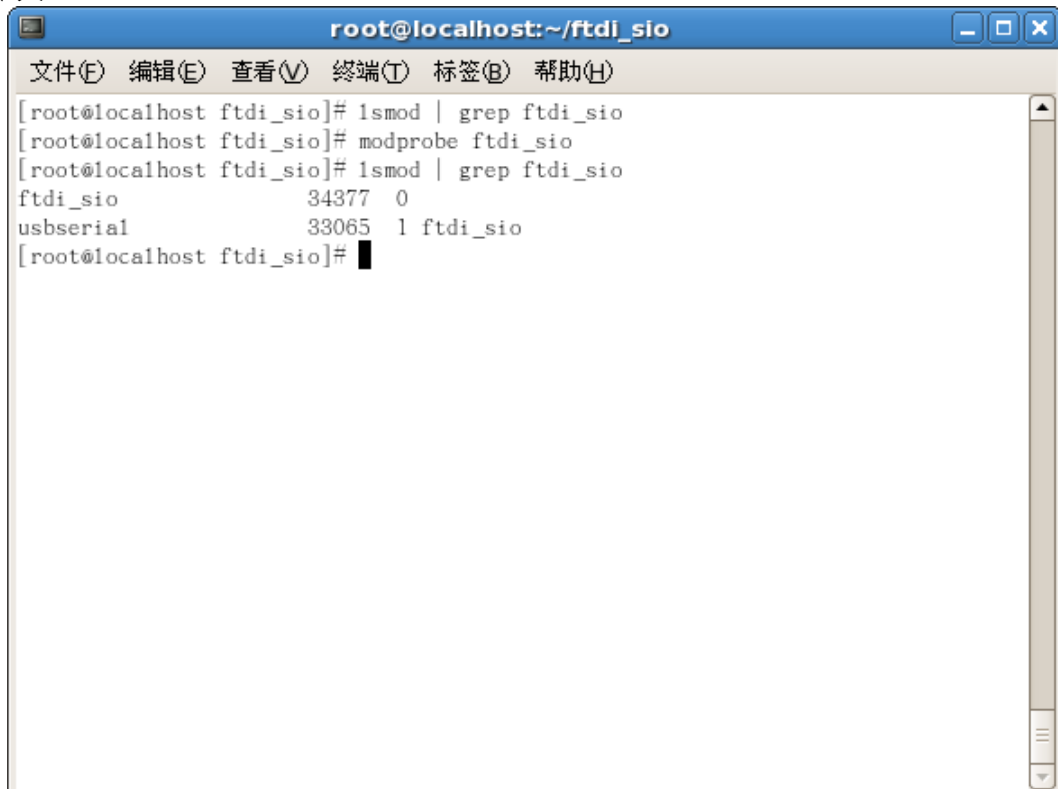 root@localhost:~/ftdi_sio
文件(F) 编辑(E) 查看(V) 终端(T) 标签(B) 帮助(H)
[root@localhost ftdi_sio]# lsmod | grep ftdi_sio
[root@localhost ftdi_sio]# modprobe ftdi_sio
[root@localhost ftdi_sio]# lsmod | grep ftdi_sio
ftdi_sio 34377 0
usbserial 33065 1 ftdi_sio
[root@localhost ftdi_sio]#